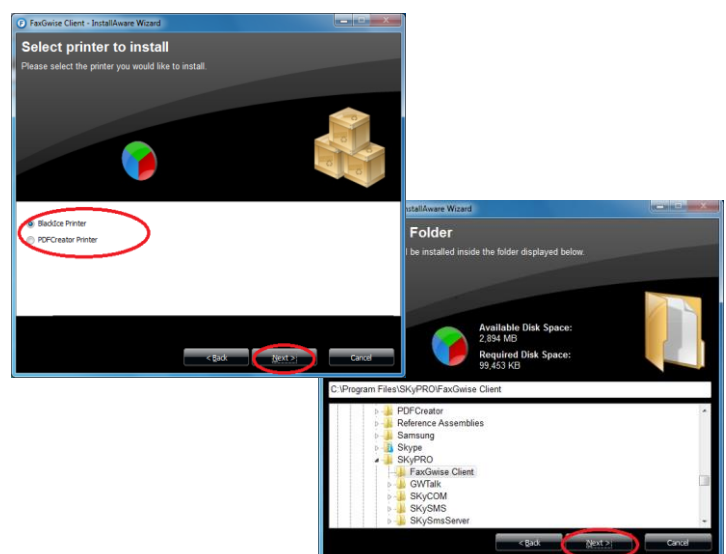 FaxGwise Client - InstallAware Wizard
Select printer to install
Please select the printer you would like to install.
BlackIce Printer
PDFCreator Printer
< Back
Next >
Cancel
InstallAware Wizard
Folder
l be installed inside the folder displayed below.
Available Disk Space:
2,894 MB
Required Disk Space:
99,453 KB
C:\Program Files\SKyPRO\FaxGwise Client
PDFCreator
Reference Assemblies
Samsung
Skype
SKyPRO
FaxGwise Client
GWTalk
SKyCOM
SKySMS
SKySmsServer
< Back
Next >
Cancel